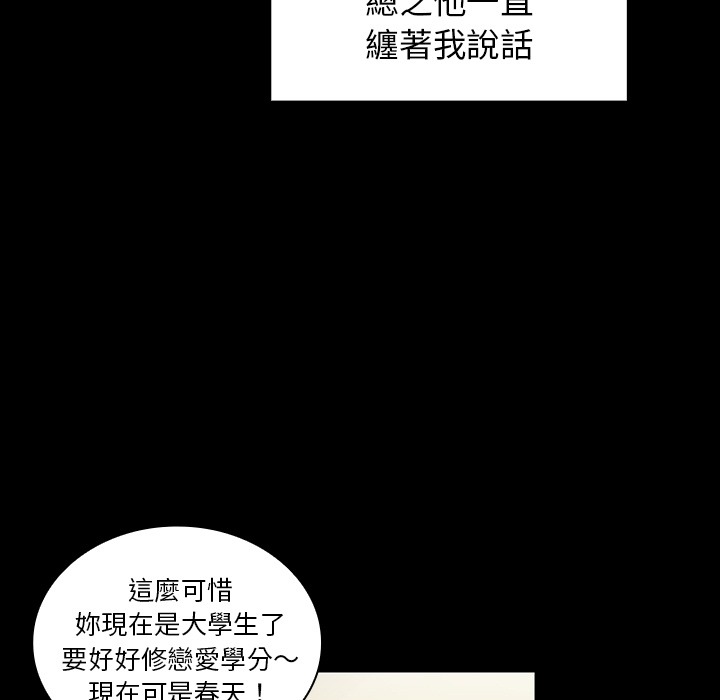 總之他一直
纏著我說話
這麼可惜
妳現在是大學生了
要好好修戀愛學分～
現在可是春天！